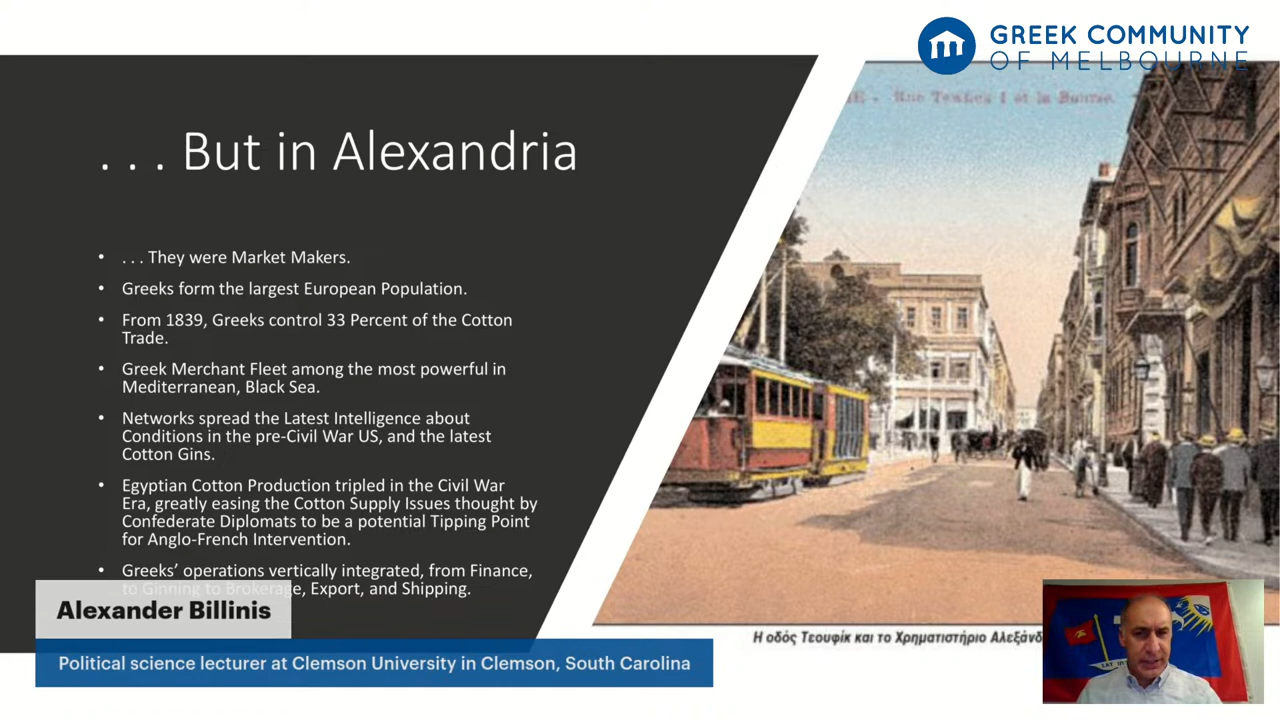 GREEK COMMUNITY
OF MELBOURNE
. . . But in Alexandria
Rue Tewfick I et la Bourse.
• . . . They were Market Makers.
• Greeks form the largest European Population.
• From 1839, Greeks control 33 Percent of the Cotton
Trade.
• Greek Merchant Fleet among the most powerful in
Mediterranean, Black Sea.
• Networks spread the Latest Intelligence about
Conditions in the pre-Civil War US, and the latest
Cotton Gins.
• Egyptian Cotton Production tripled in the Civil War
Era, greatly easing the Cotton Supply Issues thought by
Confederate Diplomats to be a potential Tipping Point
for Anglo-French Intervention.
• Greeks’ operations vertically integrated, from Finance,
to Ginning to Brokerage, Export, and Shipping.
Η οδός Τεουφίκ και το Χρηματιστήριο
Alexander Billinis
Political science lecturer at Clemson University in Clemson, South Carolina